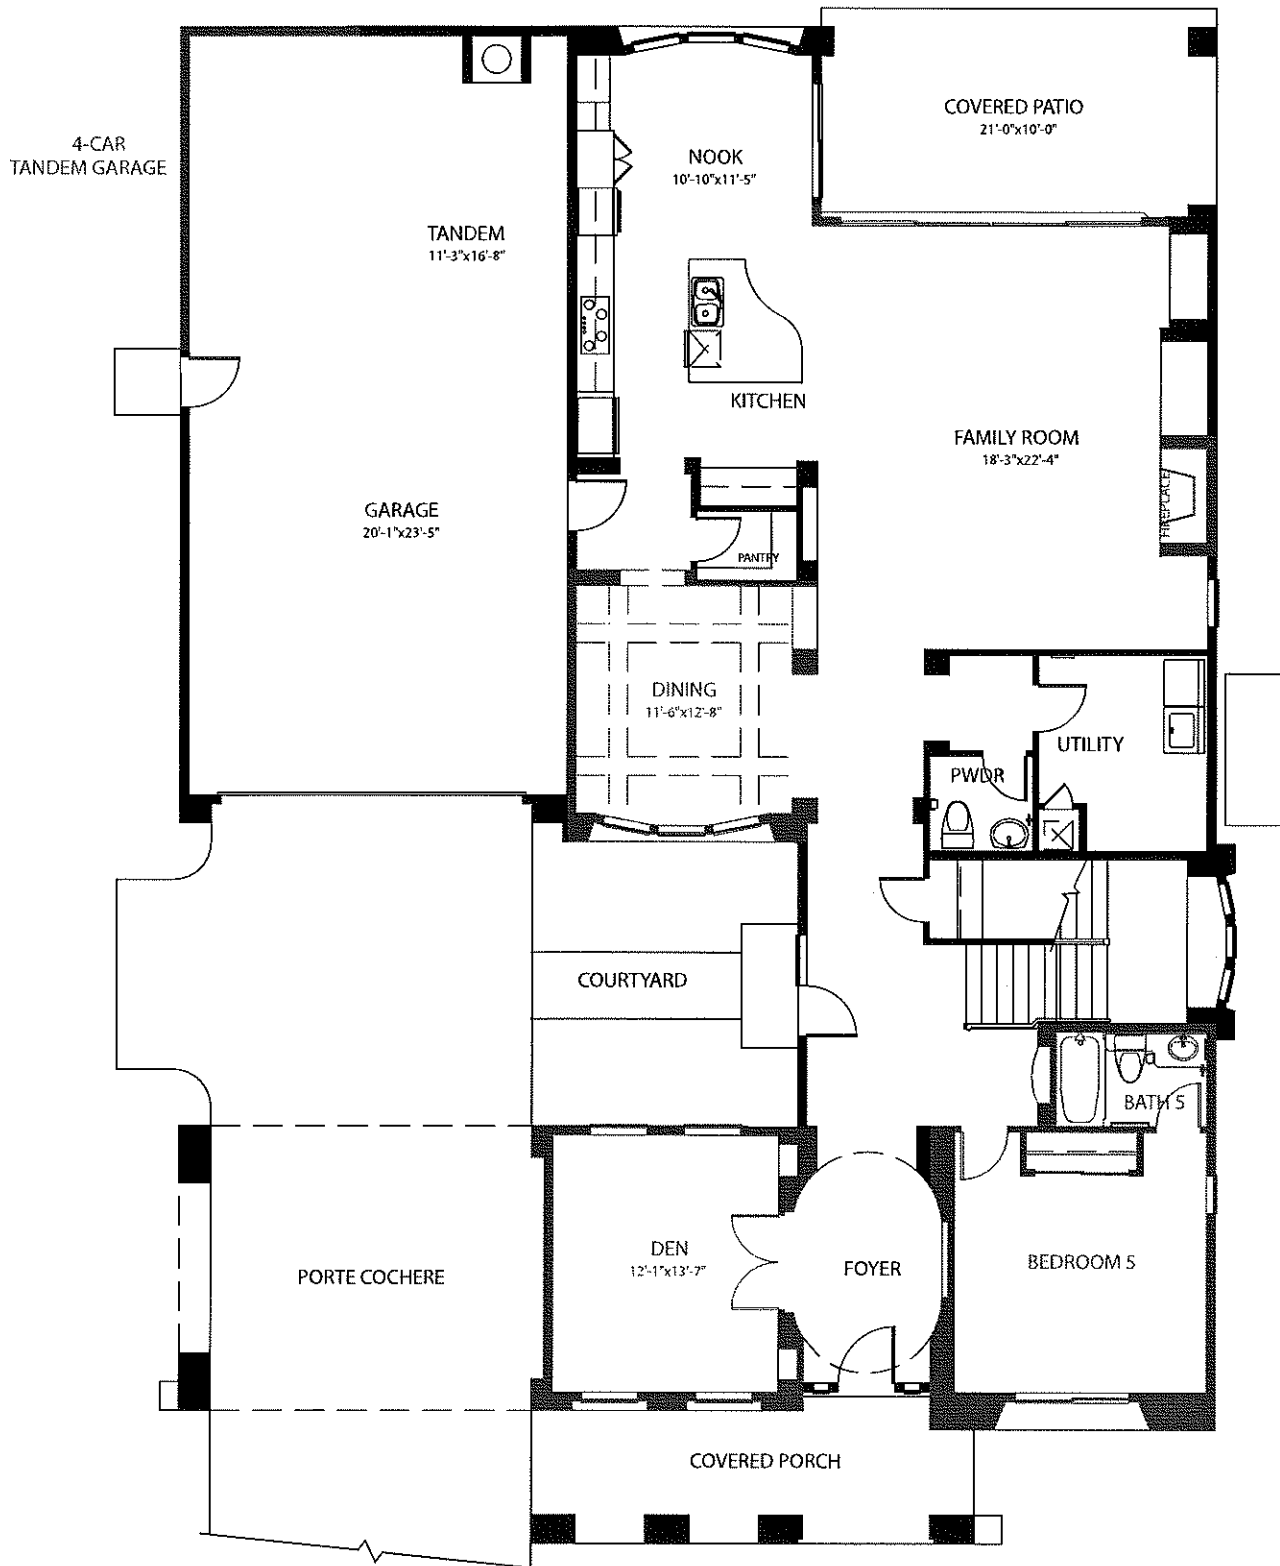 COVERED PATIO
21'-0"x10'-0"
4-CAR
TANDEM GARAGE
NOOK
10'-10"x11'-5"
TANDEM
11'-3"x16'-8"
KITCHEN
FAMILY ROOM
18'-3"x22'-4"
FIREPLACE
GARAGE
20'-1"x23'-5"
PANTRY
DINING
11'-6"x12'-8"
UTILITY
PWDR
COURTYARD
BATH 5
DEN
12'-1"x13'-7"
FOYER
BEDROOM 5
PORTE COCHERE
COVERED PORCH